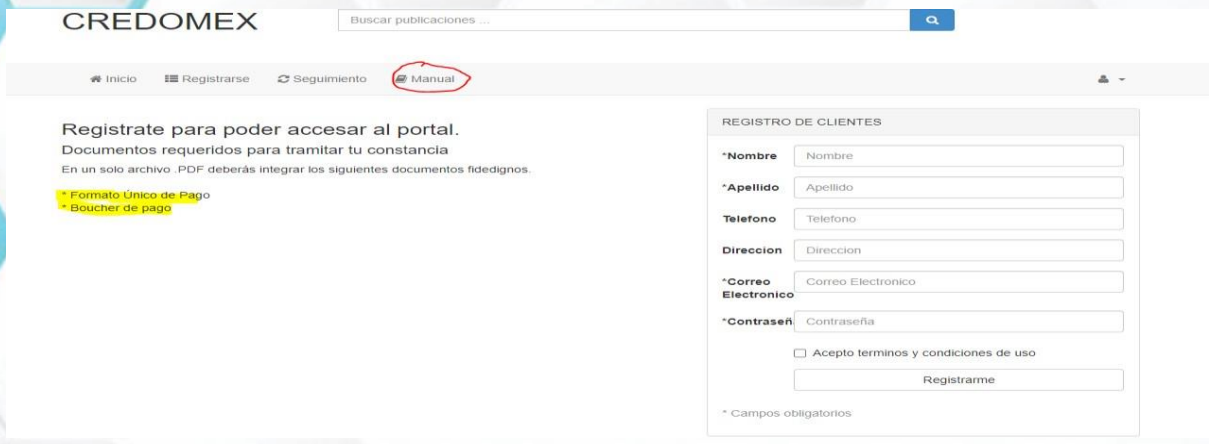 CREDOMEX
Buscar publicaciones ...
Inicio Registrarse Seguimiento Manual
Registrate para poder accesar al portal.
Documentos requeridos para tramitar tu constancia
En un solo archivo .PDF deberás integrar los siguientes documentos fidedignos.
* Formato Único de Pago
* Boucher de pago
REGISTRO DE CLIENTES
*Nombre Nombre
*Apellido Apellido
Telefono Telefono
Direccion Direccion
*Correo Correo Electronico
Electronico
*Contraseñ Contraseña
Acepto terminos y condiciones de uso
Registrarme
* Campos obligatorios